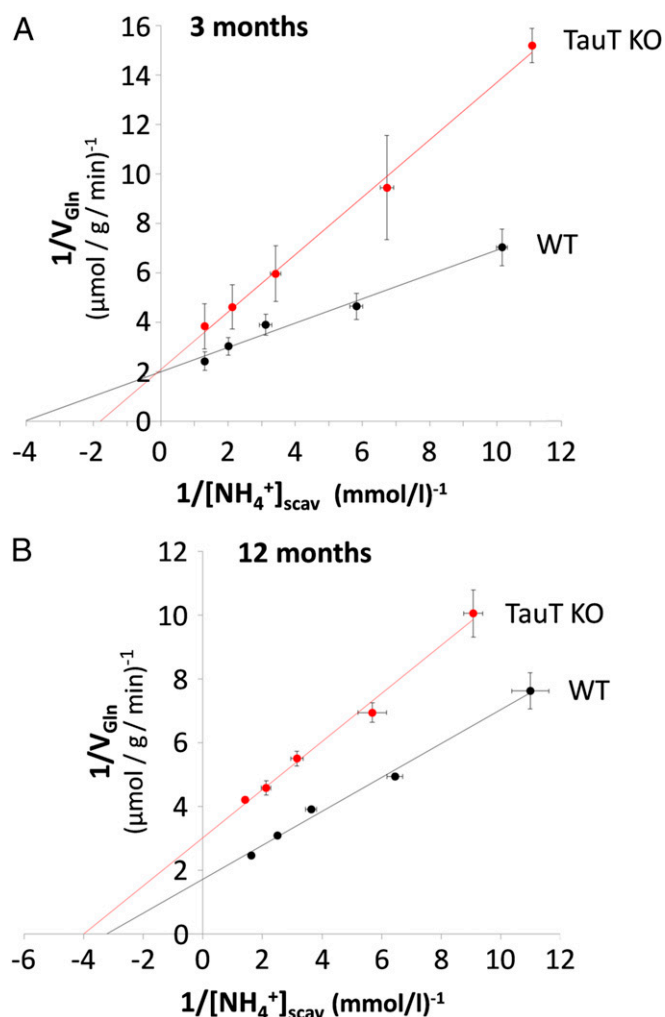 A
3 months
16
14
12
10
8
6
4
2
0
1/V_Gln
(μmol / g / min)⁻¹
TauT KO
WT
-4 -2 0 2 4 6 8 10 12
1/[NH₄⁺]scav (mmol/l)⁻¹
B
12 months
12
10
8
6
4
2
0
1/V_Gln
(μmol / g / min)⁻¹
TauT KO
WT
-6 -4 -2 0 2 4 6 8 10 12
1/[NH₄⁺]scav (mmol/l)⁻¹